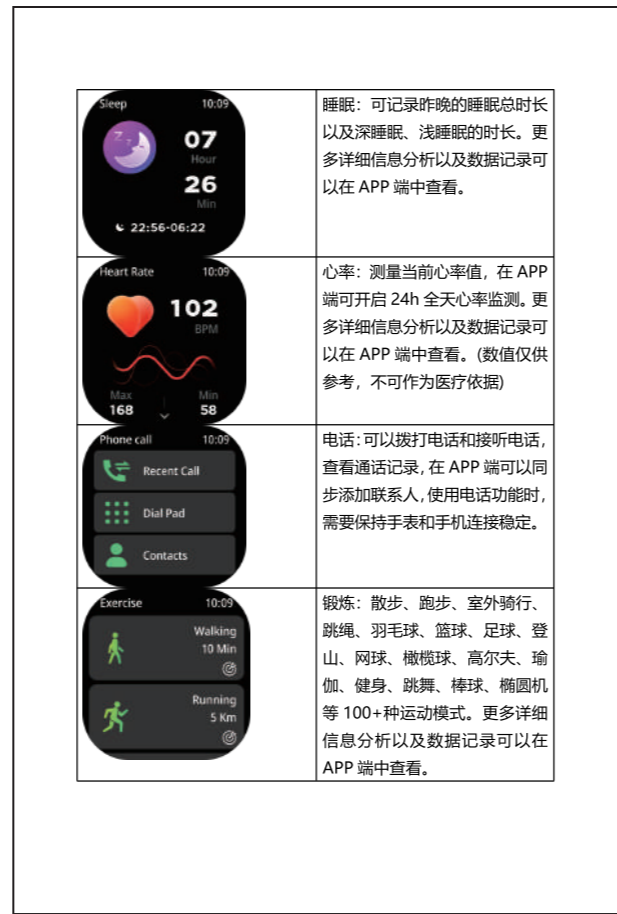 Sleep 10:09
07
Hour
26
Min
22:56-06:22
睡眠：可记录昨晚的睡眠总时长
以及深睡眠、浅睡眠的时长。更
多详细信息分析以及数据记录可
以在 APP 端中查看。
Heart Rate 10:09
102
BPM
Max Min
168 58
心率：测量当前心率值，在 APP
端可开启 24h 全天心率监测。更
多详细信息分析以及数据记录可
以在 APP 端中查看。(数值仅供
参考，不可作为医疗依据)
Phone call 10:09
Recent Call
Dial Pad
Contacts
电话：可以拨打电话和接听电话，
查看通话记录，在 APP 端可以同
步添加联系人，使用电话功能时，
需要保持手表和手机连接稳定。
Exercise 10:09
Walking
10 Min
Running
5 Km
锻炼：散步、跑步、室外骑行、
跳绳、羽毛球、篮球、足球、登
山、网球、橄榄球、高尔夫、瑜
伽、健身、跳舞、棒球、椭圆机
等 100+种运动模式。更多详细
信息分析以及数据记录可以在
APP 端中查看。